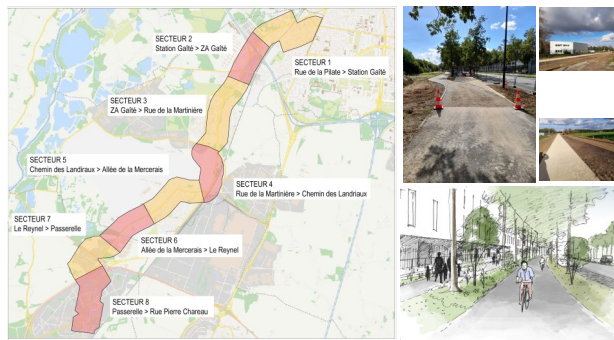 SECTEUR 2
Station Gaîté > ZA Gaîté
SECTEUR 1
Rue de la Pilate > Station Gaîté
SECTEUR 3
ZA Gaîté > Rue de la Martinière
SECTEUR 5
Chemin des Landiraux > Allée de la Mercerais
SECTEUR 4
Rue de la Martinière > Chemin des Landriaux
SECTEUR 7
Le Reynel > Passerelle
SECTEUR 6
Allée de la Mercerais > Le Reynel
SECTEUR 8
Passerelle > Rue Pierre Chareau